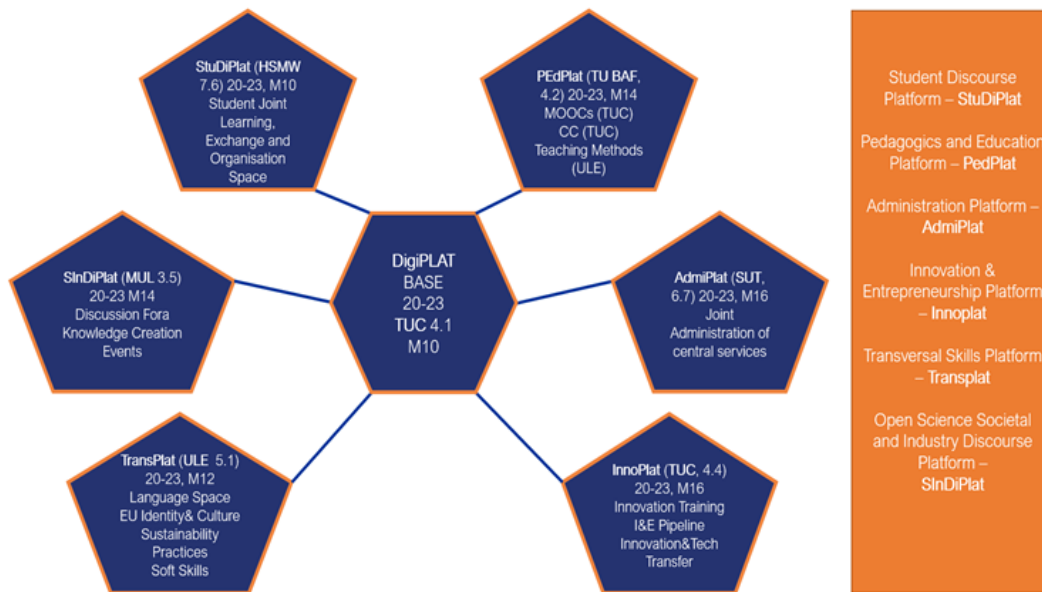 StuDiPlat (HSMW
7.6) 20-23, M10
Student Joint
Learning,
Exchange and
Organisation
Space
PEdPlat (TU BAF,
4.2) 20-23, M14
MOOCs (TUC)
CC (TUC)
Teaching Methods
(ULE)
SInDiPlat (MUL 3.5)
20-23 M14
Discussion Fora
Knowledge Creation
Events
DigiPLAT
BASE
20-23
TUC 4.1
M10
AdmiPlat (SUT,
6.7) 20-23, M16
Joint
Administration of
central services
TransPlat (ULE 5.1)
20-23, M12
Language Space
EU Identity& Culture
Sustainability
Practices
Soft Skills
InnoPlat (TUC, 4.4)
20-23, M16
Innovation Training
I&E Pipeline
Innovation&Tech
Transfer
Student Discourse
Platform – StuDiPlat
Pedagogics and Education
Platform – PedPlat
Administration Platform –
AdmiPlat
Innovation &
Entrepreneurship Platform
– Innoplat
Transversal Skills Platform
– Transplat
Open Science Societal
and Industry Discourse
Platform –
SInDiPlat